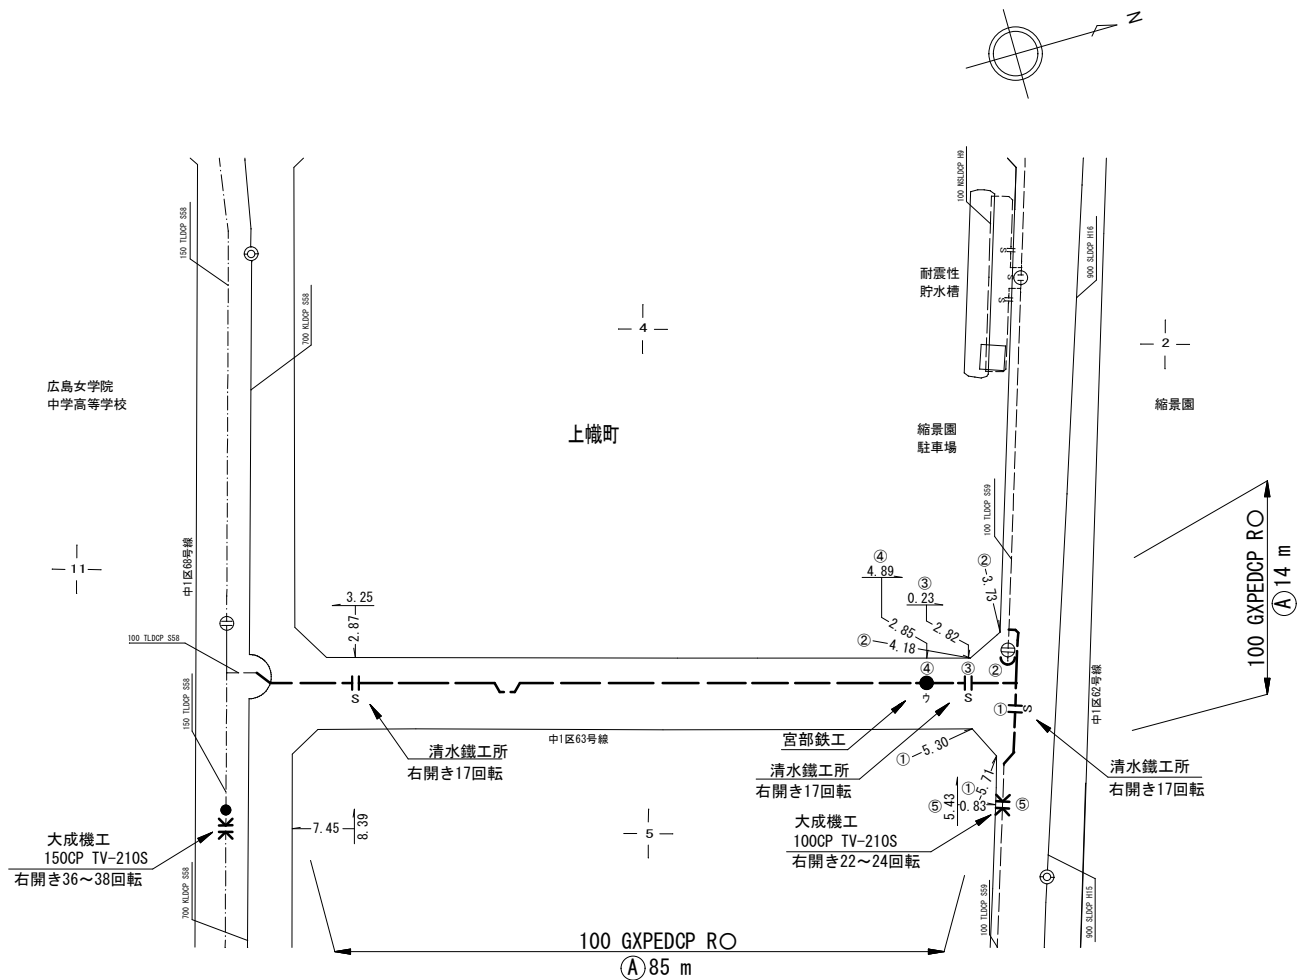 N
150 TLDCP S58
700 KLDCP S58
100 NSLDCP H9
900 SLDCP H16
耐震性
貯水槽
S
S
S
4
2
広島女学院
中学高等学校
上幟町
縮景園
駐車場
縮景園
100 TLDCP S59
中1区68号線
11
100 GXPEDCP R○
Ⓐ14 m
④
4.89
③
0.23
②-3.73
3.25
2.87
2.85
2.82
②-4.18
100 TLDCP S58
④
③
②
ウ
S
S
①
S
中1区62号線
150 TLDCP S58
清水鐵工所
右開き17回転
中1区63号線
宮部鉄工
①-5.30
清水鐵工所
右開き17回転
清水鐵工所
右開き17回転
①-5.71
⑤
5.43
0.83
⑤
大成機工
100CP TV-210S
右開き22～24回転
7.45
8.39
5
大成機工
150CP TV-210S
右開き36～38回転
700 KLDCP S58
100 TLDCP S59
900 SLDCP H15
100 GXPEDCP R○
Ⓐ85 m